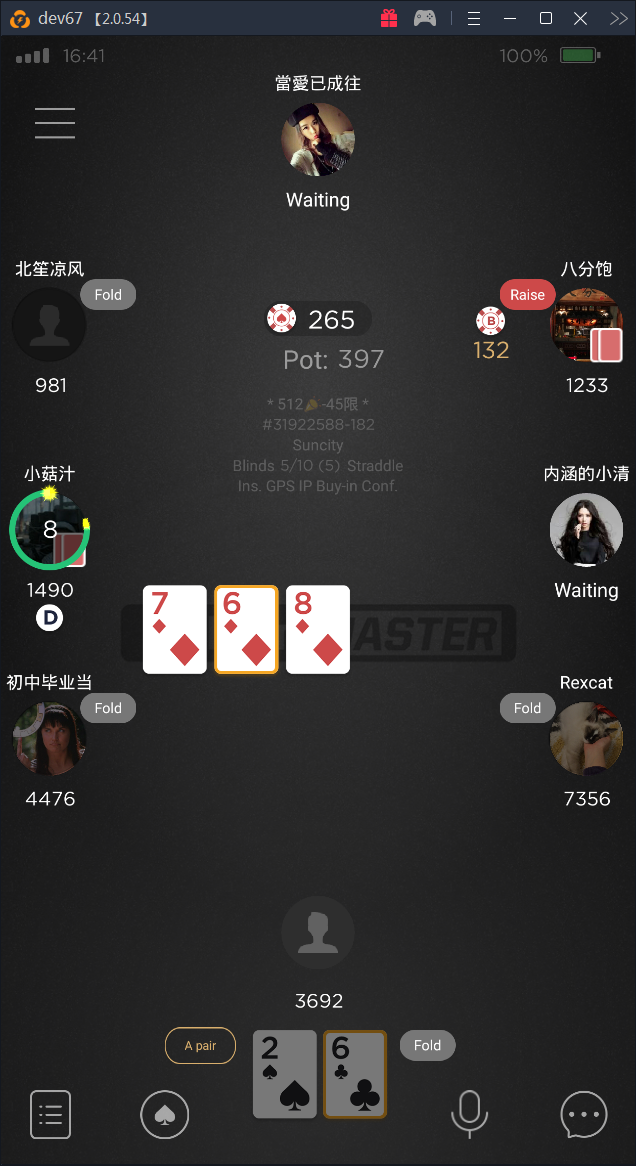 dev67 【2.0.54】
16:41
100%
當愛已成往
Waiting
北笙凉风
Fold
981
265
Pot: 397
Raise
132
八分饱
1233
* 512 -45限 *
#31922588-182
Suncity
Blinds 5/10 (5) Straddle
Ins. GPS IP Buy-in Conf.
小菇汁
8
1490
D
内涵的小清
Waiting
7
6
8
ASTER
初中毕业当
Fold
4476
Fold
Rexcat
7356
3692
A pair
2
6
Fold